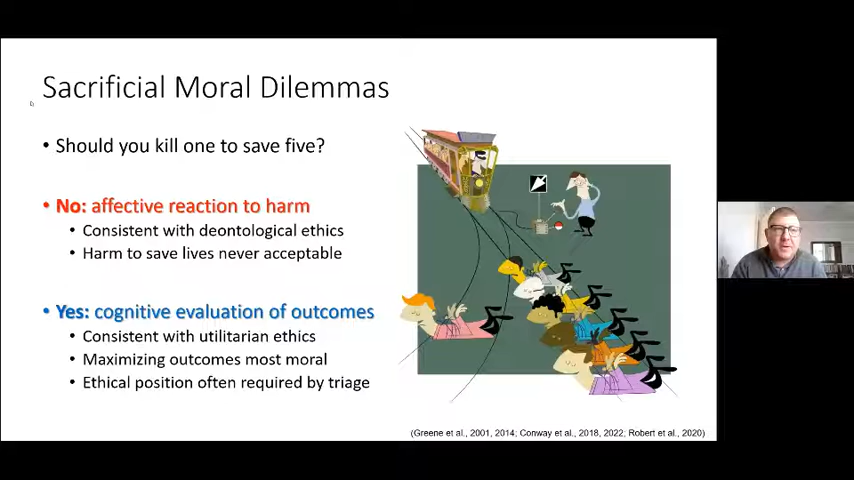 Sacrificial Moral Dilemmas
• Should you kill one to save five?
• No: affective reaction to harm
• Consistent with deontological ethics
• Harm to save lives never acceptable
• Yes: cognitive evaluation of outcomes
• Consistent with utilitarian ethics
• Maximizing outcomes most moral
• Ethical position often required by triage
(Greene et al., 2001, 2014; Conway et al., 2018, 2022; Robert et al., 2020)